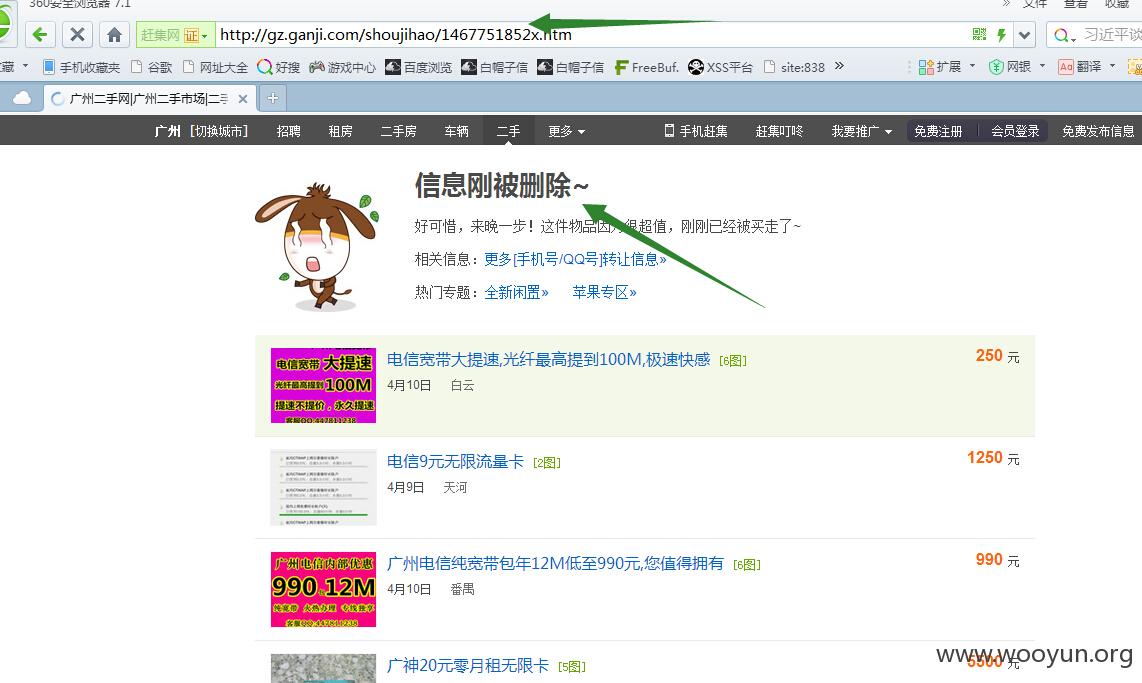 360安全浏览器 7.1
文件 查看 收藏
赶集网 证 http://gz.ganji.com/shoujihao/1467751852x.htm
习近平谈
藏 手机收藏夹 谷歌 网址大全 好搜 游戏中心 百度浏览 白帽子信 白帽子信 FreeBuf. XSS平台 site:838 » 扩展 网银 翻译
广州二手网|广州二手市场|二手
广州 [切换城市] 招聘 租房 二手房 车辆 二手 更多 手机赶集 赶集叮咚 我要推广 免费注册 会员登录 免费发布信息
信息刚被删除~
好可惜，来晚一步！这件物品因为很超值，刚刚已经被买走了~
相关信息：更多[手机号/QQ号]转让信息»
热门专题：全新闲置» 苹果专区»
电信宽带 大提速
光纤最高提到100M
提速不提价，永久提速
客服QQ:447811238
电信宽带大提速,光纤最高提到100M,极速快感 [6图]
250 元
4月10日 白云
电信9元无限流量卡 [2图]
1250 元
4月9日 天河
广州电信内部优惠
990 12M
纯宽带 火热办理 专线独享
客服QQ:447811238
广州电信纯宽带包年12M低至990元,您值得拥有 [6图]
990 元
4月10日 番禺
广神20元零月租无限卡 [5图]
5500 元
www.wooyun.org